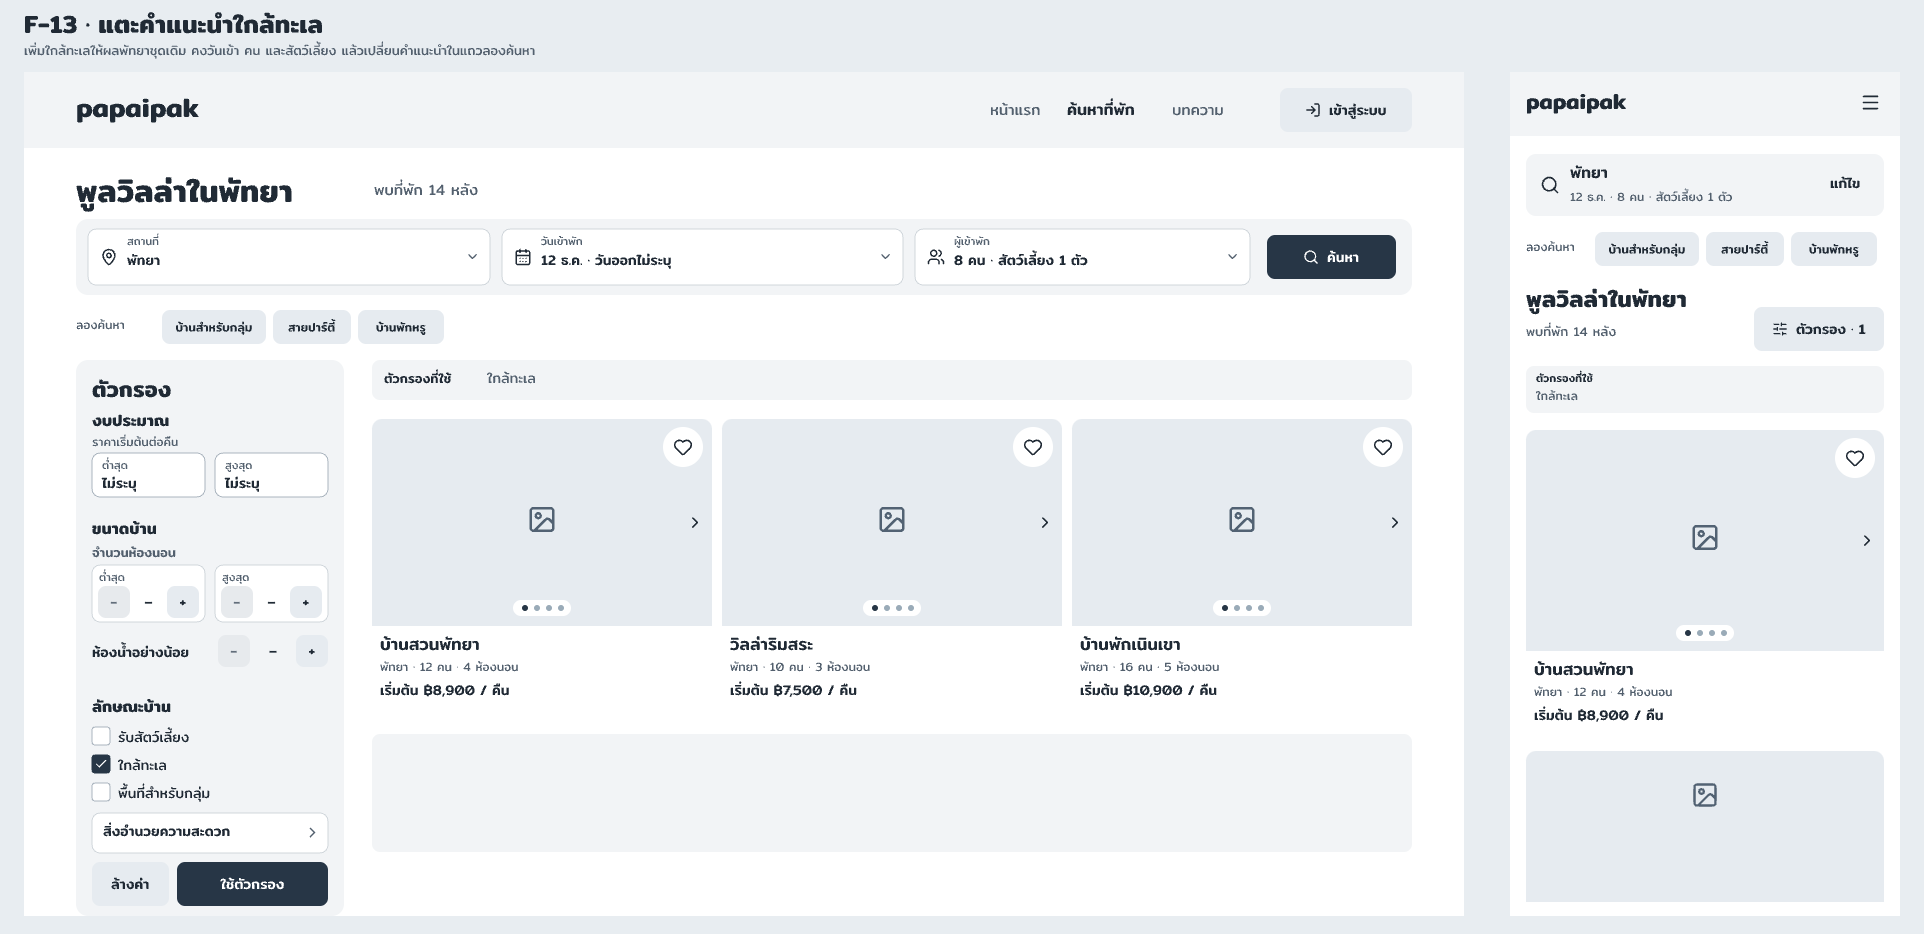 F-13 · แตะคำแนะนำใกล้ทะเล
เพิ่มใกล้ทะเลให้ผลพัทยาชุดเดิม คงวันเข้า คน และสัตว์เลี้ยง แล้วเปลี่ยนคำแนะนำในแถวลองค้นหา
papaipak
หน้าแรก
ค้นหาที่พัก
บทความ
เข้าสู่ระบบ
พูลวิลล่าในพัทยา
พบที่พัก 14 หลัง
สถานที่
พัทยา
วันเข้าพัก
12 ธ.ค. · วันออกไม่ระบุ
ผู้เข้าพัก
8 คน · สัตว์เลี้ยง 1 ตัว
ค้นหา
ลองค้นหา
บ้านสำหรับกลุ่ม
สายปาร์ตี้
บ้านพักหรู
ตัวกรอง
งบประมาณ
ราคาเริ่มต้นต่อคืน
ต่ำสุด
ไม่ระบุ
สูงสุด
ไม่ระบุ
ขนาดบ้าน
จำนวนห้องนอน
ต่ำสุด
- – +
สูงสุด
- – +
ห้องน้ำอย่างน้อย
- – +
ลักษณะบ้าน
รับสัตว์เลี้ยง
ใกล้ทะเล
พื้นที่สำหรับกลุ่ม
สิ่งอำนวยความสะดวก
ล้างค่า
ใช้ตัวกรอง
ตัวกรองที่ใช้
ใกล้ทะเล
บ้านสวนพัทยา
พัทยา · 12 คน · 4 ห้องนอน
เริ่มต้น ฿8,900 / คืน
วิลล่าริมสระ
พัทยา · 10 คน · 3 ห้องนอน
เริ่มต้น ฿7,500 / คืน
บ้านพักเนินเขา
พัทยา · 16 คน · 5 ห้องนอน
เริ่มต้น ฿10,900 / คืน
papaipak
พัทยา
12 ธ.ค. · 8 คน · สัตว์เลี้ยง 1 ตัว
แก้ไข
ลองค้นหา
บ้านสำหรับกลุ่ม
สายปาร์ตี้
บ้านพักหรู
พูลวิลล่าในพัทยา
พบที่พัก 14 หลัง
ตัวกรอง · 1
ตัวกรองที่ใช้
ใกล้ทะเล
บ้านสวนพัทยา
พัทยา · 12 คน · 4 ห้องนอน
เริ่มต้น ฿8,900 / คืน